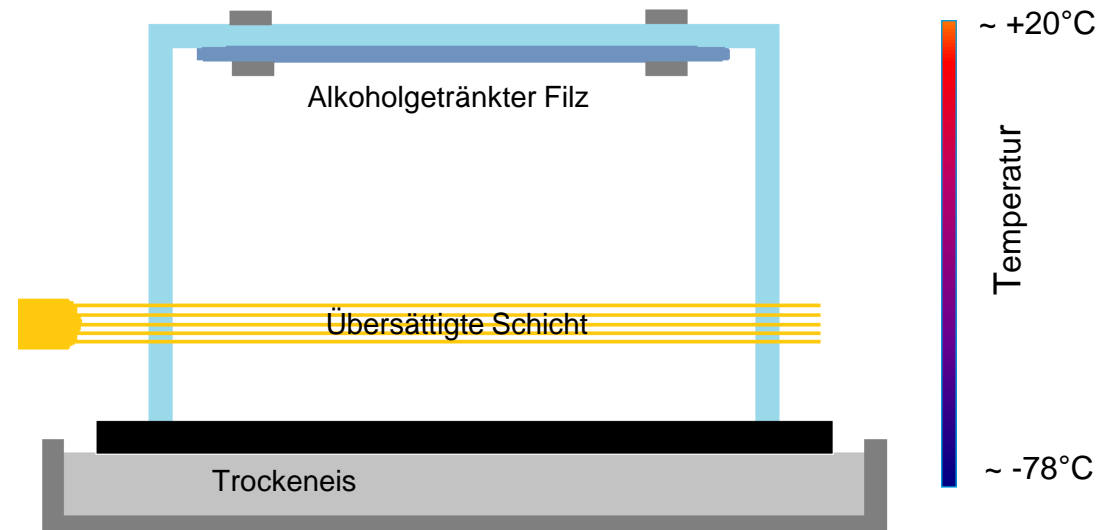 ~ +20°C
Alkoholgetränkter Filz
Temperatur
Übersättigte Schicht
Trockeneis
~ -78°C